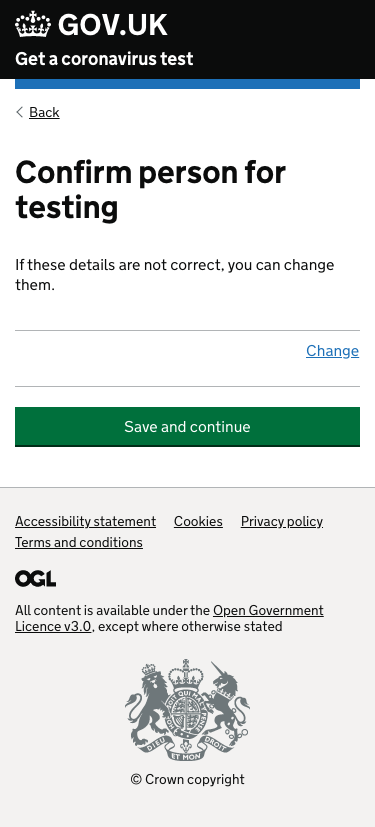 GOV.UK
Get a coronavirus test
Back
Confirm person for
testing
If these details are not correct, you can change
them.
Change
Save and continue
Accessibility statement Cookies Privacy policy
Terms and conditions
OGL
All content is available under the Open Government
Licence v3.0, except where otherwise stated
DIEU ET MON DROIT
© Crown copyright